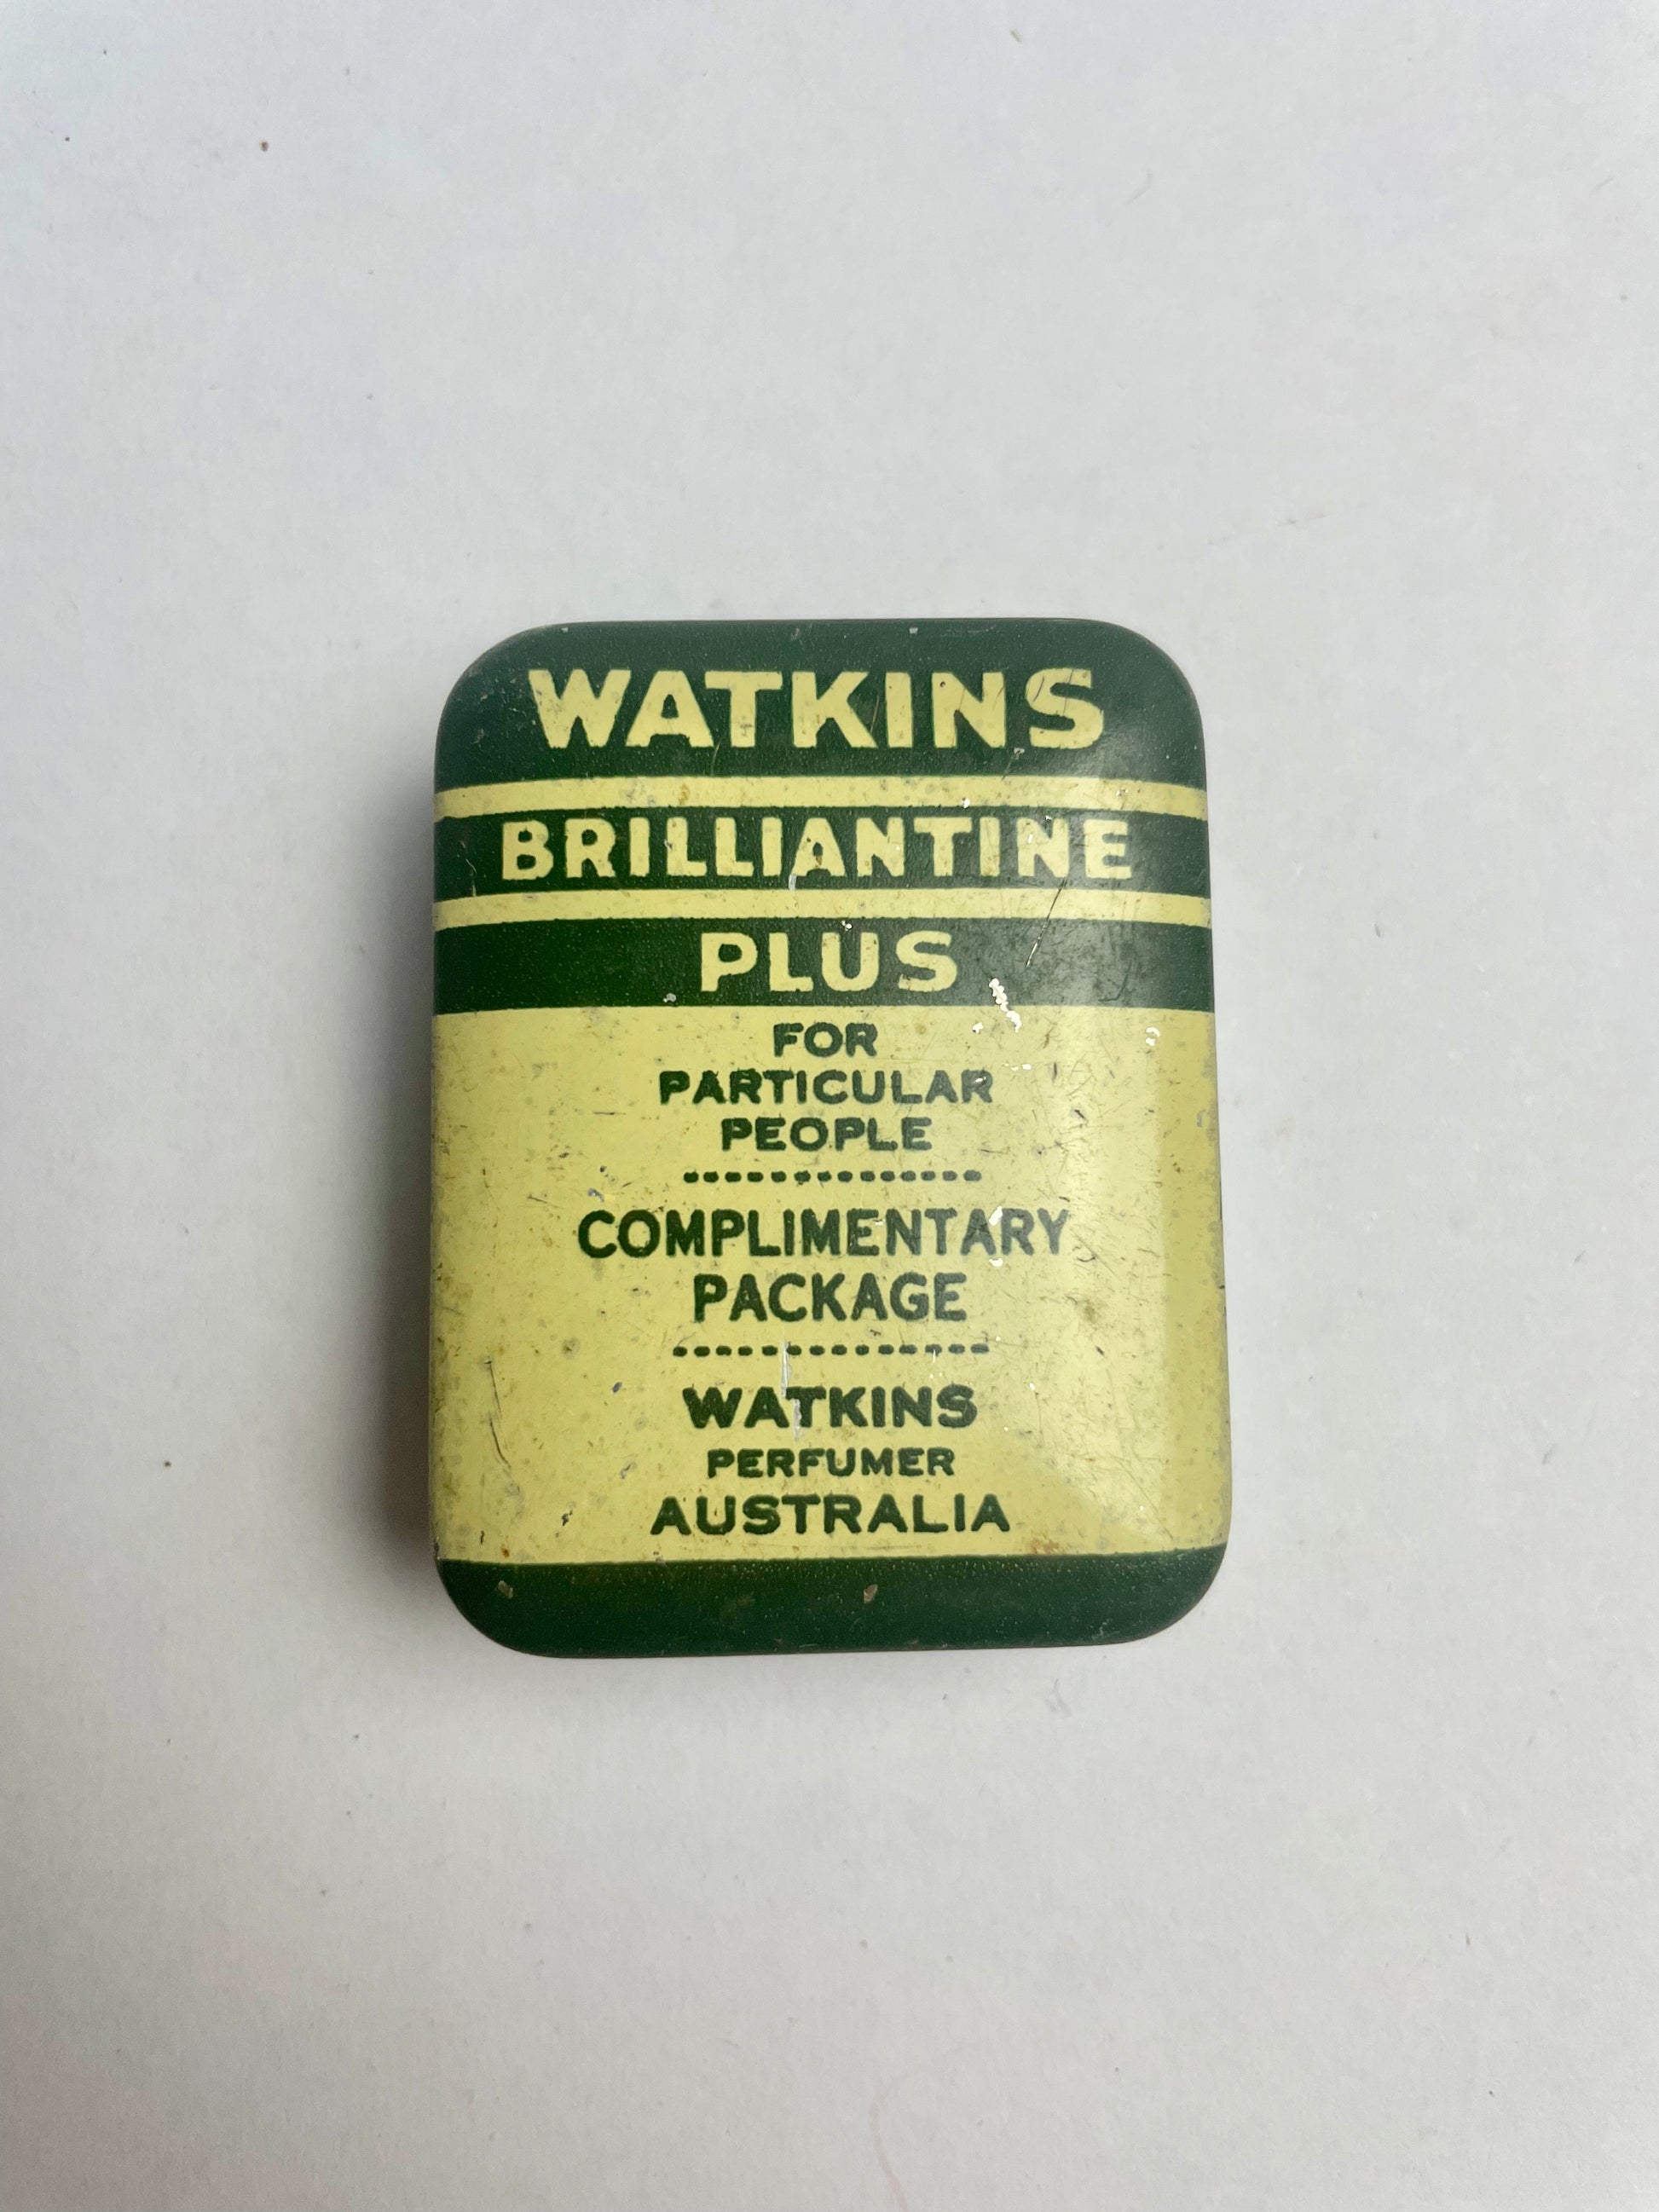 WATKINS
BRILLIANTINE
PLUS
FOR
PARTICULAR
PEOPLE
COMPLIMENTARY
PACKAGE
WATKINS
PERFUMER
AUSTRALIA